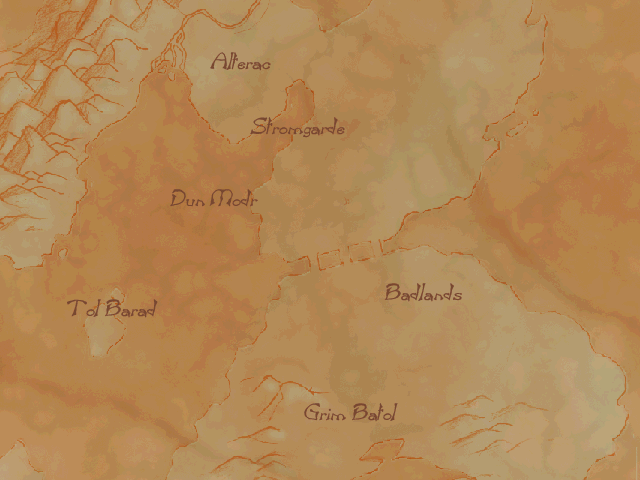 Alterac
Stromgarde
Dun Modr
Badlands
Tol Barad
Grim Batol